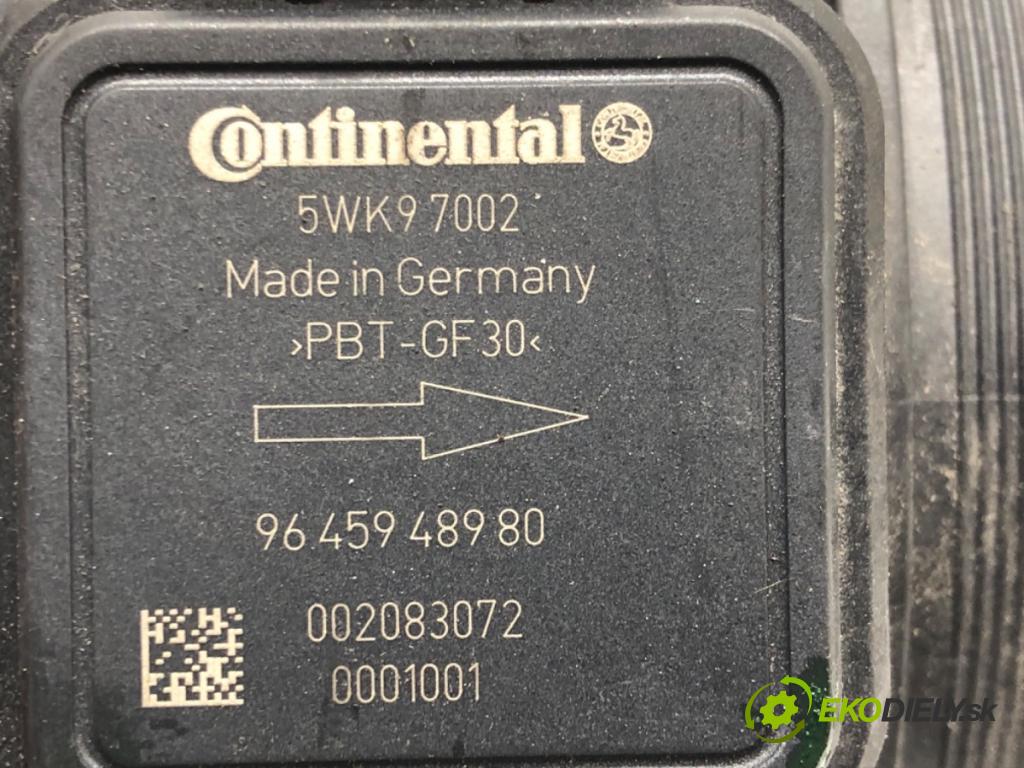 Continental
5WK9 7002
Made in Germany
>PBT-GF30<
96 459 489 80
002083072
0001001
EKODIELY.sk